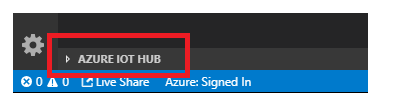 AZURE IOT HUB
0 0 Live Share Azure: Signed In